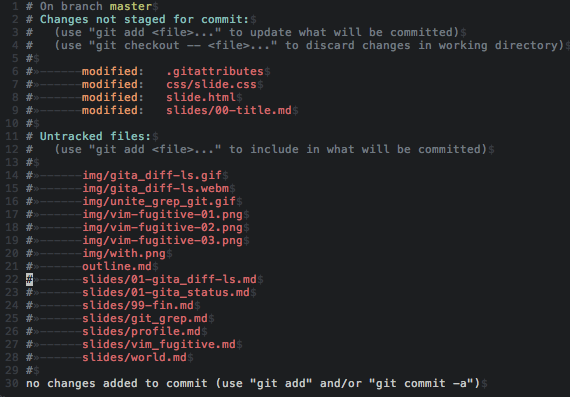 1 # On branch master$
2 # Changes not staged for commit:$
3 #   (use "git add <file>..." to update what will be committed)$
4 #   (use "git checkout -- <file>..." to discard changes in working directory)$
5 #$
6 #»------modified:   .gitattributes$
7 #»------modified:   css/slide.css$
8 #»------modified:   slide.html$
9 #»------modified:   slides/00-title.md$
10 #$
11 # Untracked files:$
12 #   (use "git add <file>..." to include in what will be committed)$
13 #$
14 #»------img/gita_diff-ls.gif$
15 #»------img/gita_diff-ls.webm$
16 #»------img/unite_grep_git.gif$
17 #»------img/vim-fugitive-01.png$
18 #»------img/vim-fugitive-02.png$
19 #»------img/vim-fugitive-03.png$
20 #»------img/with.png$
21 #»------outline.md$
22 #»------slides/01-gita_diff-ls.md$
23 #»------slides/01-gita_status.md$
24 #»------slides/99-fin.md$
25 #»------slides/git_grep.md$
26 #»------slides/profile.md$
27 #»------slides/vim_fugitive.md$
28 #»------slides/world.md$
29 #$
30 no changes added to commit (use "git add" and/or "git commit -a")$